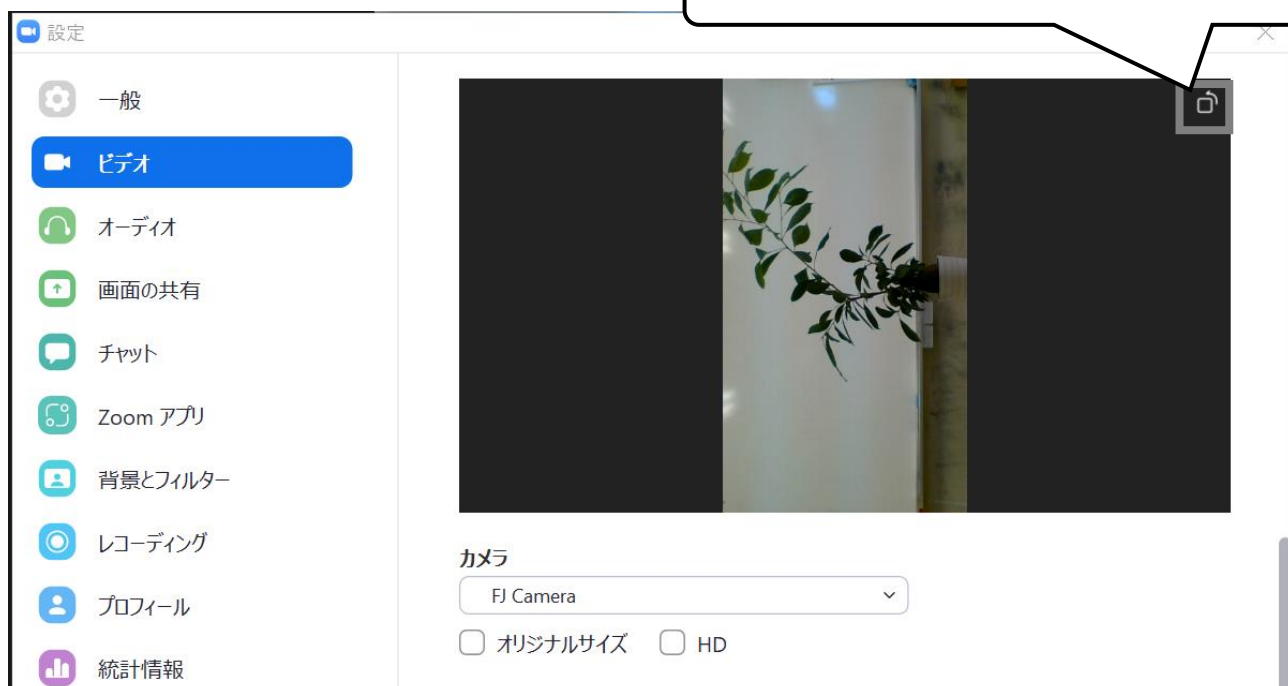 設定
一般
ビデオ
オーディオ
画面の共有
チャット
Zoom アプリ
背景とフィルター
レコーディング
プロフィール
統計情報
カメラ
FJ Camera
オリジナルサイズ
HD